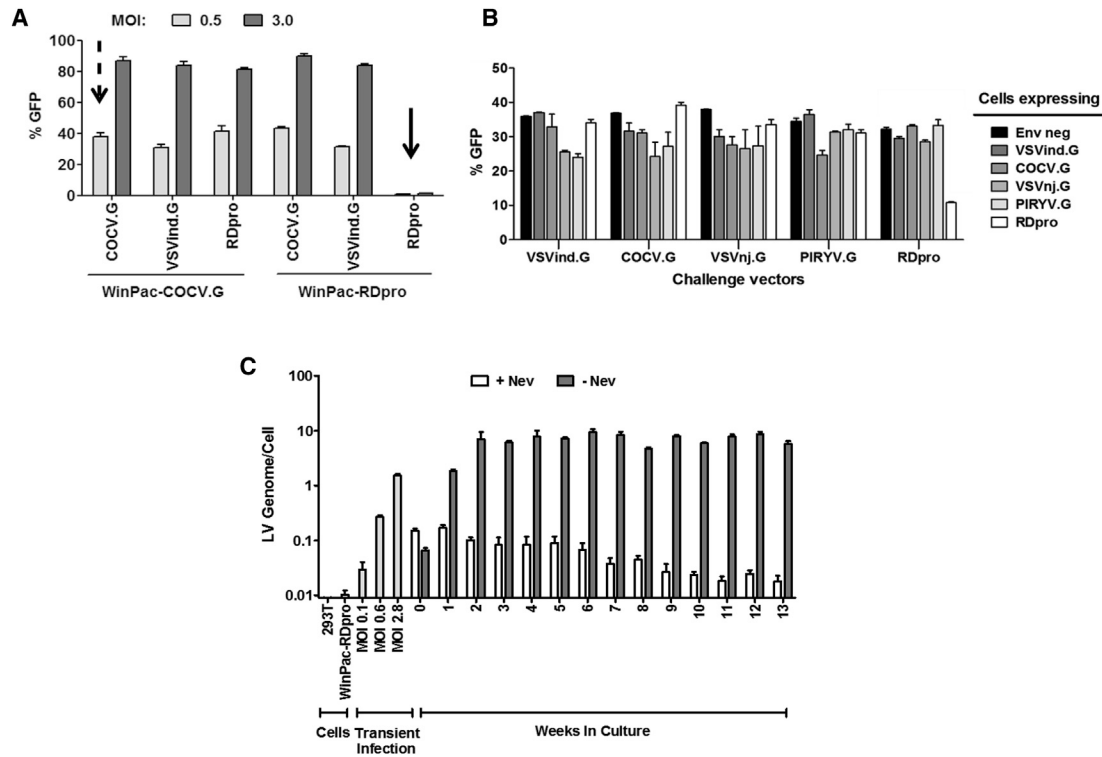 A
MOI: 0.5 3.0
% GFP
100
80
60
40
20
0
COCV.G
VSVind.G
RDpro
COCV.G
VSVind.G
RDpro
WinPac-COCV.G
WinPac-RDpro
B
% GFP
50
40
30
20
10
0
VSVind.G
COCV.G
VSVnj.G
PIRYV.G
RDpro
Challenge vectors
Cells expressing
Env neg
VSVind.G
COCV.G
VSVnj.G
PIRYV.G
RDpro
C
+ Nev
- Nev
LV Genome/Cell
100
10
1
0.1
0.01
293T
WinPac-RDpro
MOI 0.1
MOI 0.6
MOI 2.8
0
1
2
3
4
5
6
7
8
9
10
11
12
13
Cells
Transient
Infection
Weeks In Culture